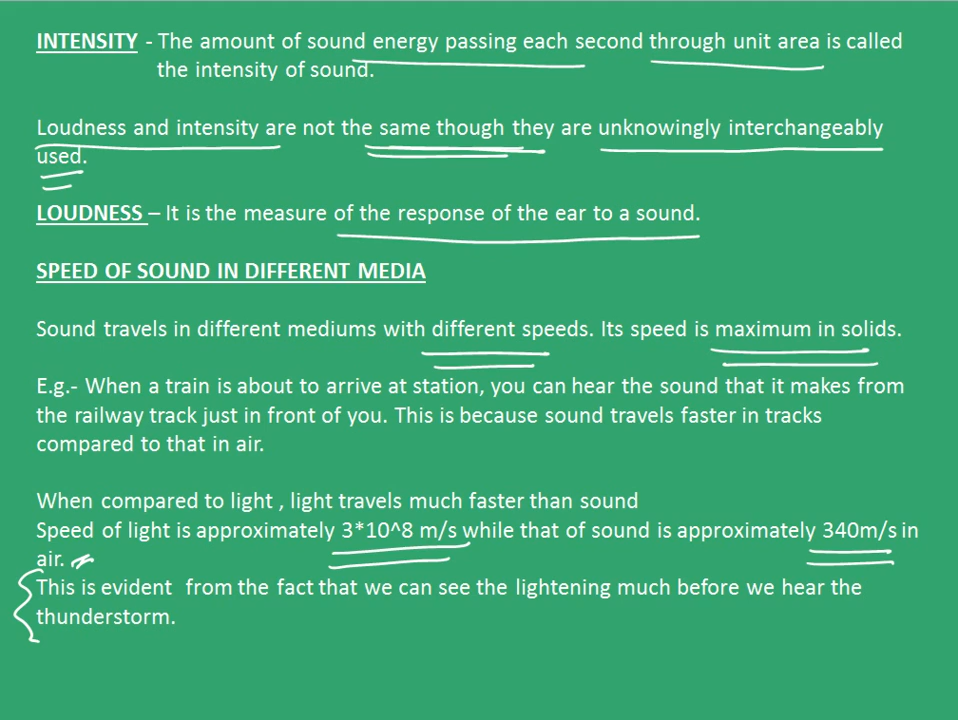 INTENSITY - The amount of sound energy passing each second through unit area is called
the intensity of sound.
Loudness and intensity are not the same though they are unknowingly interchangeably
used.
LOUDNESS – It is the measure of the response of the ear to a sound.
SPEED OF SOUND IN DIFFERENT MEDIA
Sound travels in different mediums with different speeds. Its speed is maximum in solids.
E.g.- When a train is about to arrive at station, you can hear the sound that it makes from
the railway track just in front of you. This is because sound travels faster in tracks
compared to that in air.
When compared to light , light travels much faster than sound
Speed of light is approximately 3*10^8 m/s while that of sound is approximately 340m/s in
air.
This is evident from the fact that we can see the lightening much before we hear the
thunderstorm.